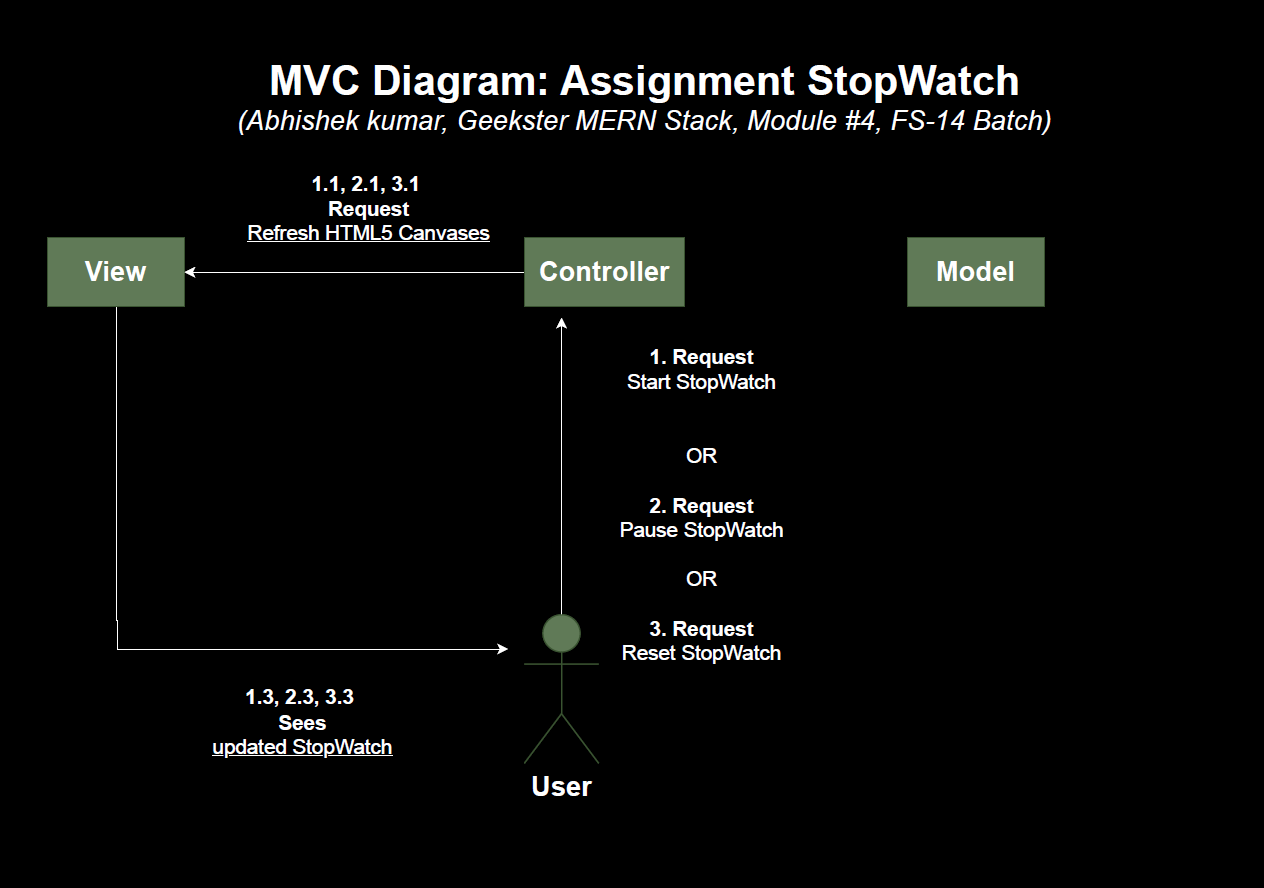 MVC Diagram: Assignment StopWatch
(Abhishek kumar, Geekster MERN Stack, Module #4, FS-14 Batch)
1.1, 2.1, 3.1
Request
Refresh HTML5 Canvases
View
Controller
Model
1. Request
Start StopWatch
OR
2. Request
Pause StopWatch
OR
3. Request
Reset StopWatch
1.3, 2.3, 3.3
Sees
updated StopWatch
User